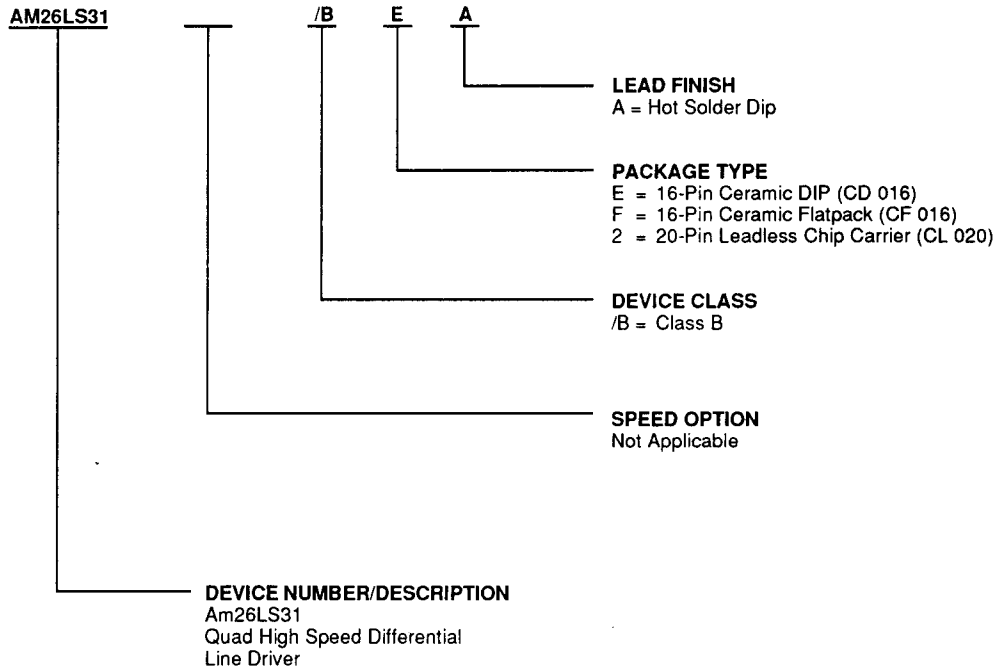 AM26LS31 /B E A
LEAD FINISH
A = Hot Solder Dip
PACKAGE TYPE
E = 16-Pin Ceramic DIP (CD 016)
F = 16-Pin Ceramic Flatpack (CF 016)
2 = 20-Pin Leadless Chip Carrier (CL 020)
DEVICE CLASS
/B = Class B
SPEED OPTION
Not Applicable
DEVICE NUMBER/DESCRIPTION
Am26LS31
Quad High Speed Differential
Line Driver